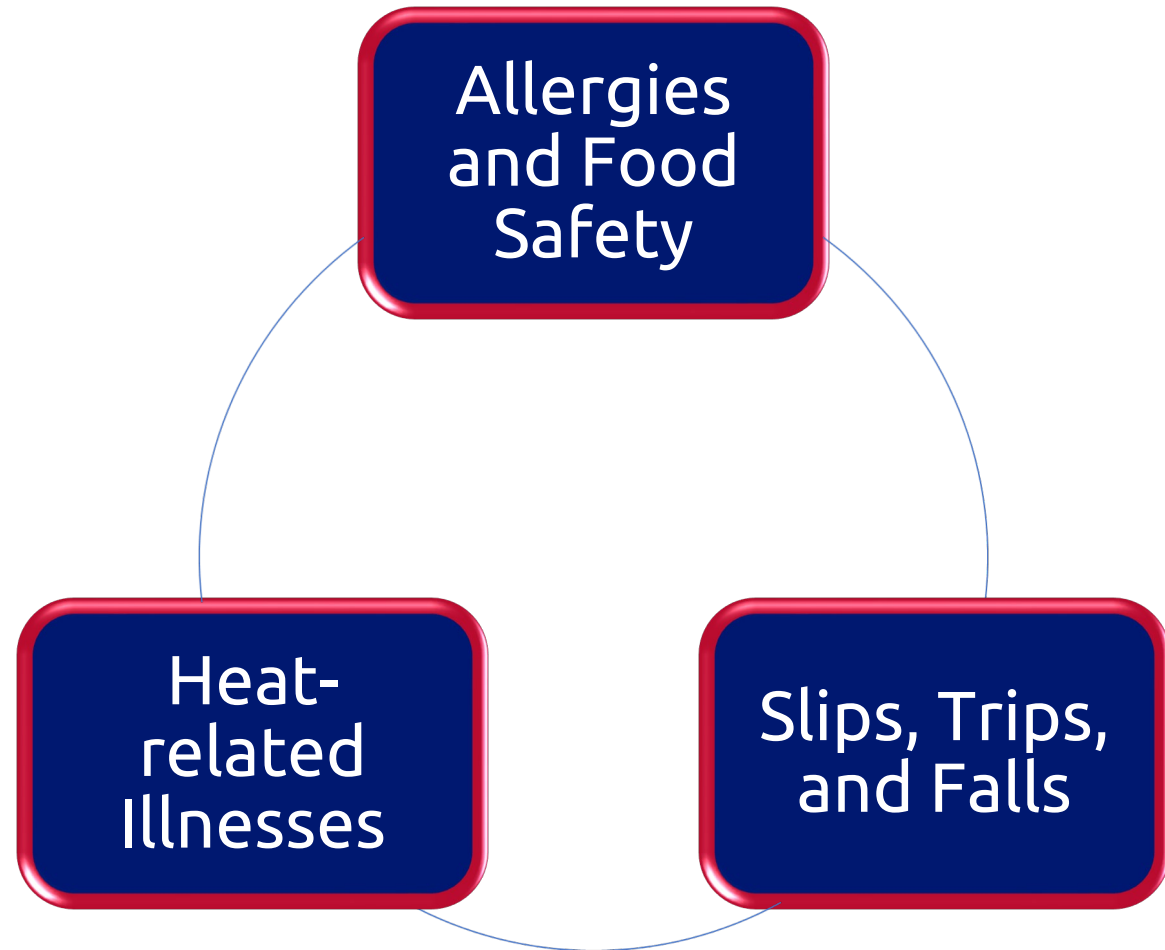 Allergies
and Food
Safety
Heat-
related
Illnesses
Slips, Trips,
and Falls